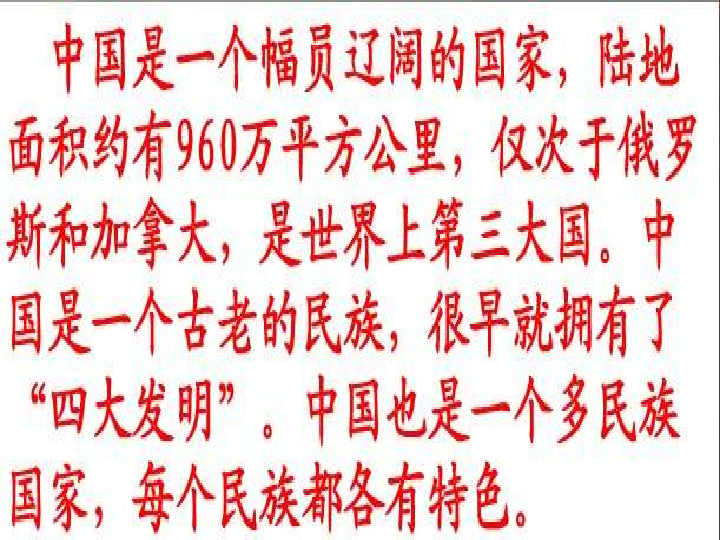 中国是一个幅员辽阔的国家，陆地
面积约有960万平方公里，仅次于俄罗
斯和加拿大，是世界上第三大国。中
国是一个古老的民族，很早就拥有了
“四大发明”。中国也是一个多民族
国家，每个民族都各有特色。